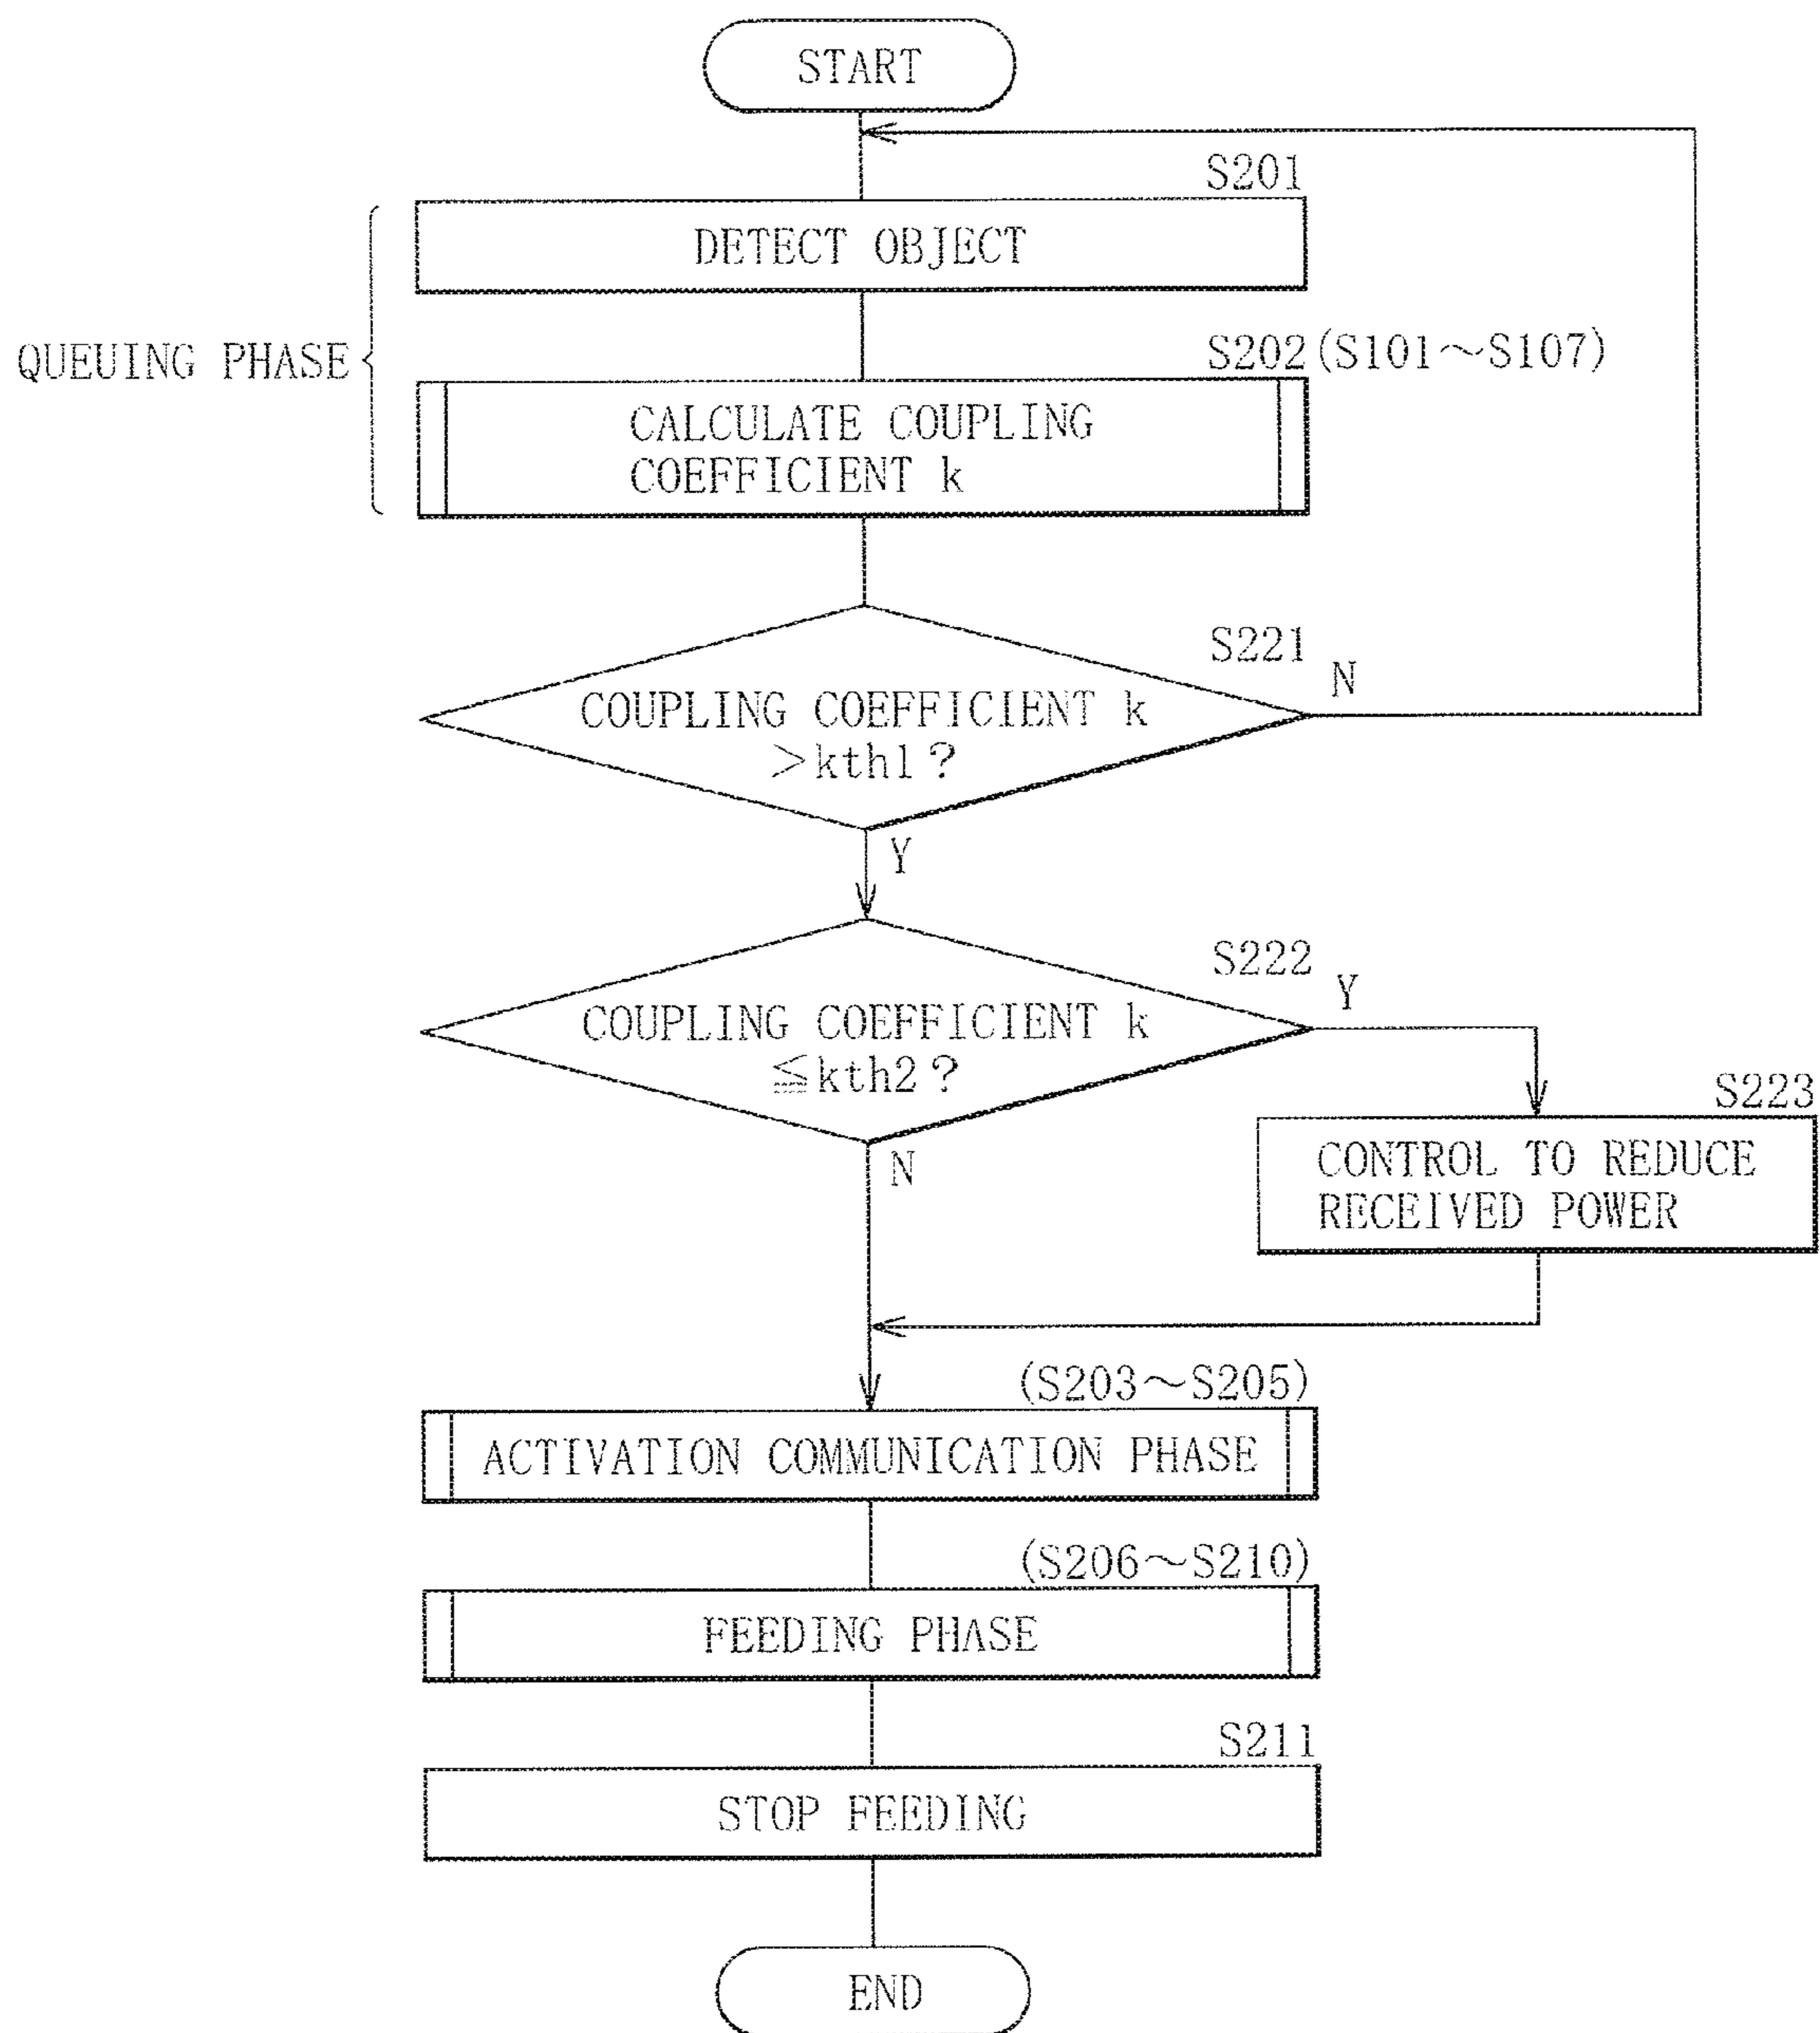 START
S201
DETECT OBJECT
QUEUING PHASE
S202(S101~S107)
CALCULATE COUPLING
COEFFICIENT k
S221
N
COUPLING COEFFICIENT k
>kth1?
Y
S222
Y
COUPLING COEFFICIENT k
≦kth2?
N
S223
CONTROL TO REDUCE
RECEIVED POWER
(S203~S205)
ACTIVATION COMMUNICATION PHASE
(S206~S210)
FEEDING PHASE
S211
STOP FEEDING
END